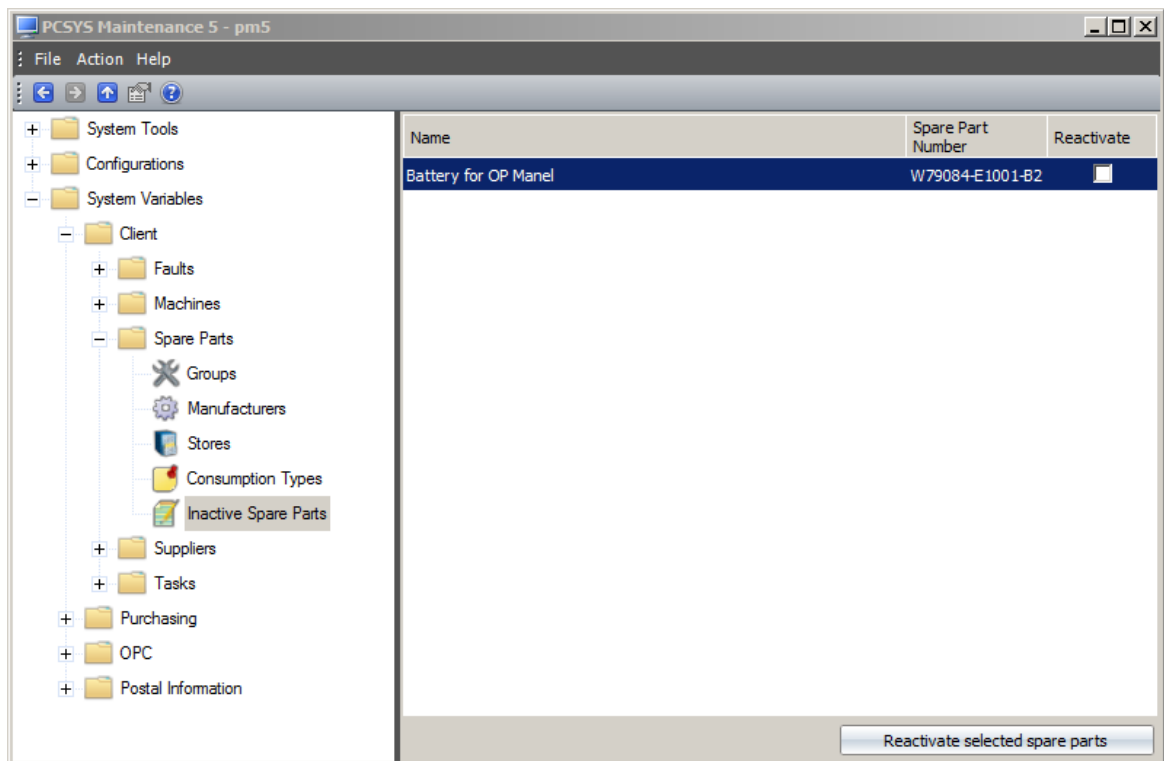 PCSYS Maintenance 5 - pm5
File Action Help
System Tools
Configurations
System Variables
Client
Faults
Machines
Spare Parts
Groups
Manufacturers
Stores
Consumption Types
Inactive Spare Parts
Suppliers
Tasks
Purchasing
OPC
Postal Information
Name
Spare Part
Number
Reactivate
Battery for OP Manel W79084-E1001-B2
Reactivate selected spare parts